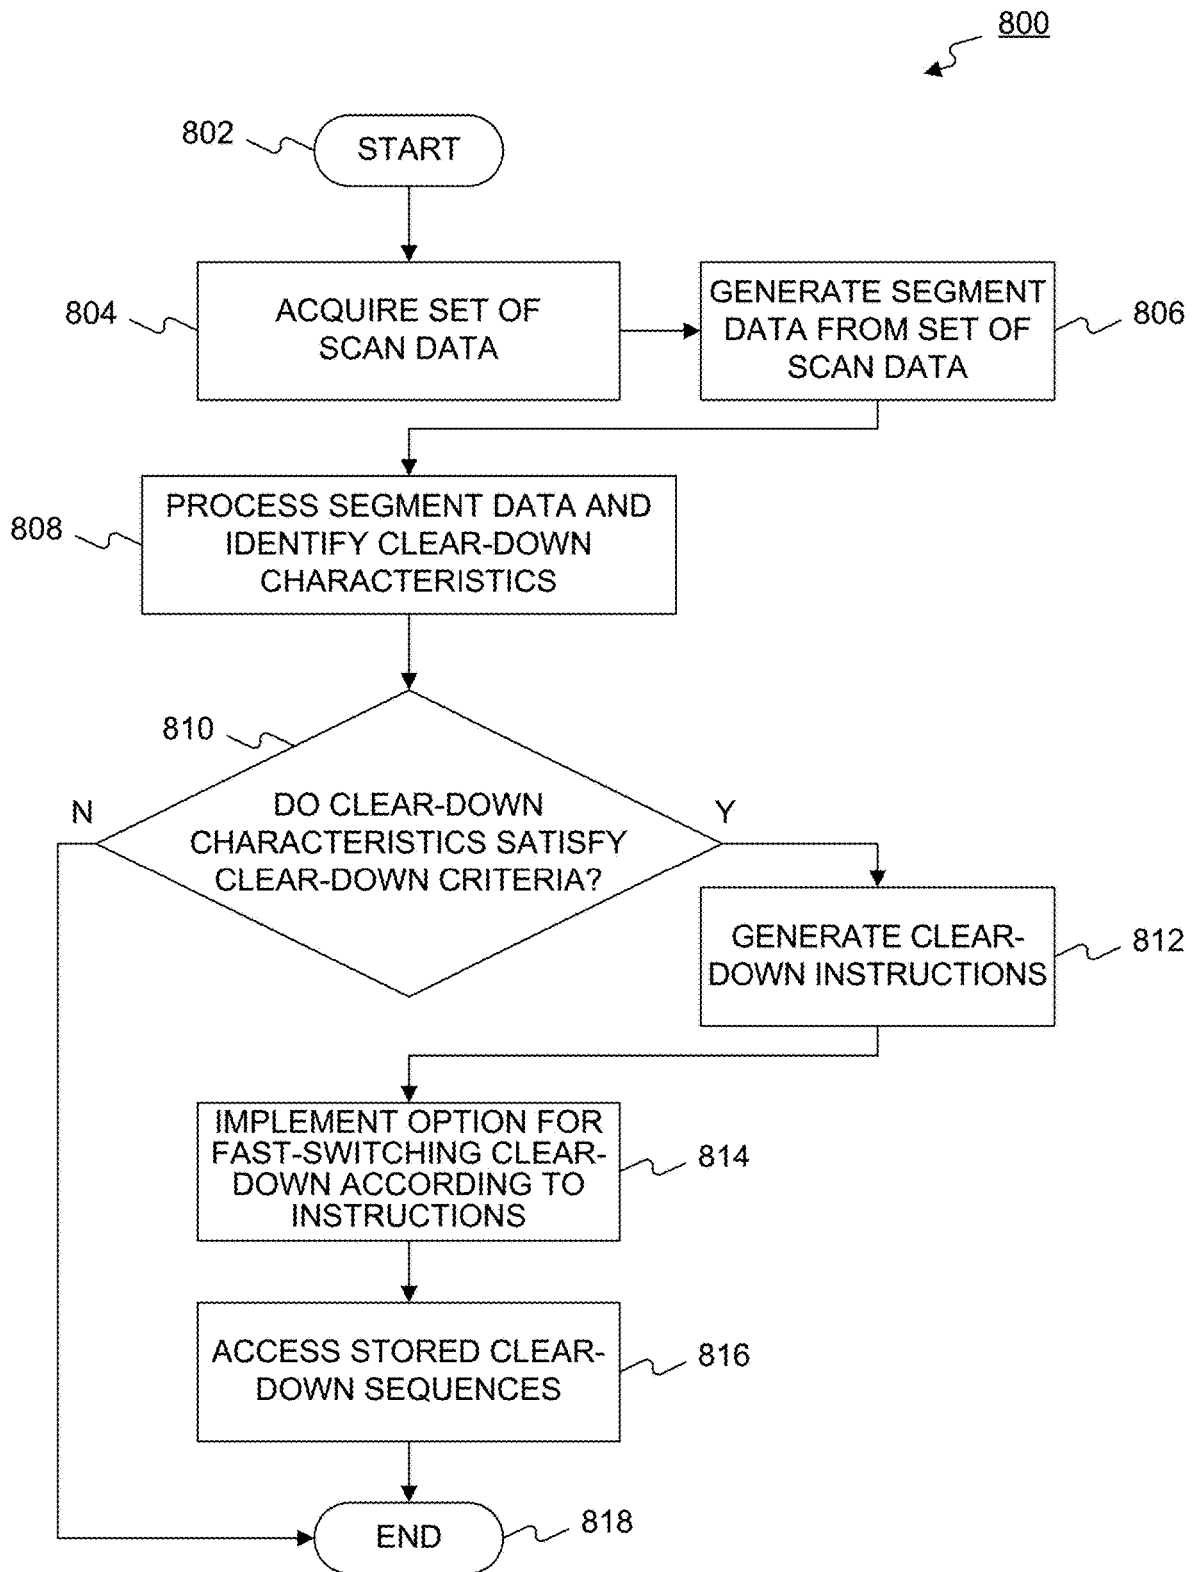 800
802
START
804
ACQUIRE SET OF
SCAN DATA
GENERATE SEGMENT
DATA FROM SET OF
SCAN DATA
806
808
PROCESS SEGMENT DATA AND
IDENTIFY CLEAR-DOWN
CHARACTERISTICS
810
N
DO CLEAR-DOWN
CHARACTERISTICS SATISFY
CLEAR-DOWN CRITERIA?
Y
GENERATE CLEAR-
DOWN INSTRUCTIONS
812
IMPLEMENT OPTION FOR
FAST-SWITCHING CLEAR-
DOWN ACCORDING TO
INSTRUCTIONS
814
ACCESS STORED CLEAR-
DOWN SEQUENCES
816
END
818